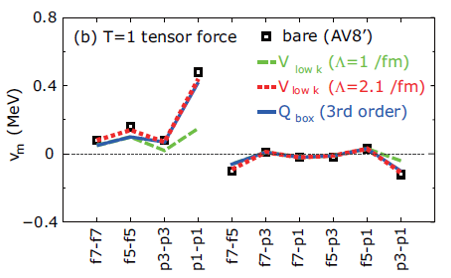 0.8
(b) T=1 tensor force
bare (AV8′)
V low k (Λ=1 /fm)
0.4
V low k (Λ=2.1 /fm)
Q box (3rd order)
vm (MeV)
0
−0.4
f7-f7
f5-f5
p3-p3
p1-p1
f7-f5
f7-p3
f7-p1
f5-p3
f5-p1
p3-p1